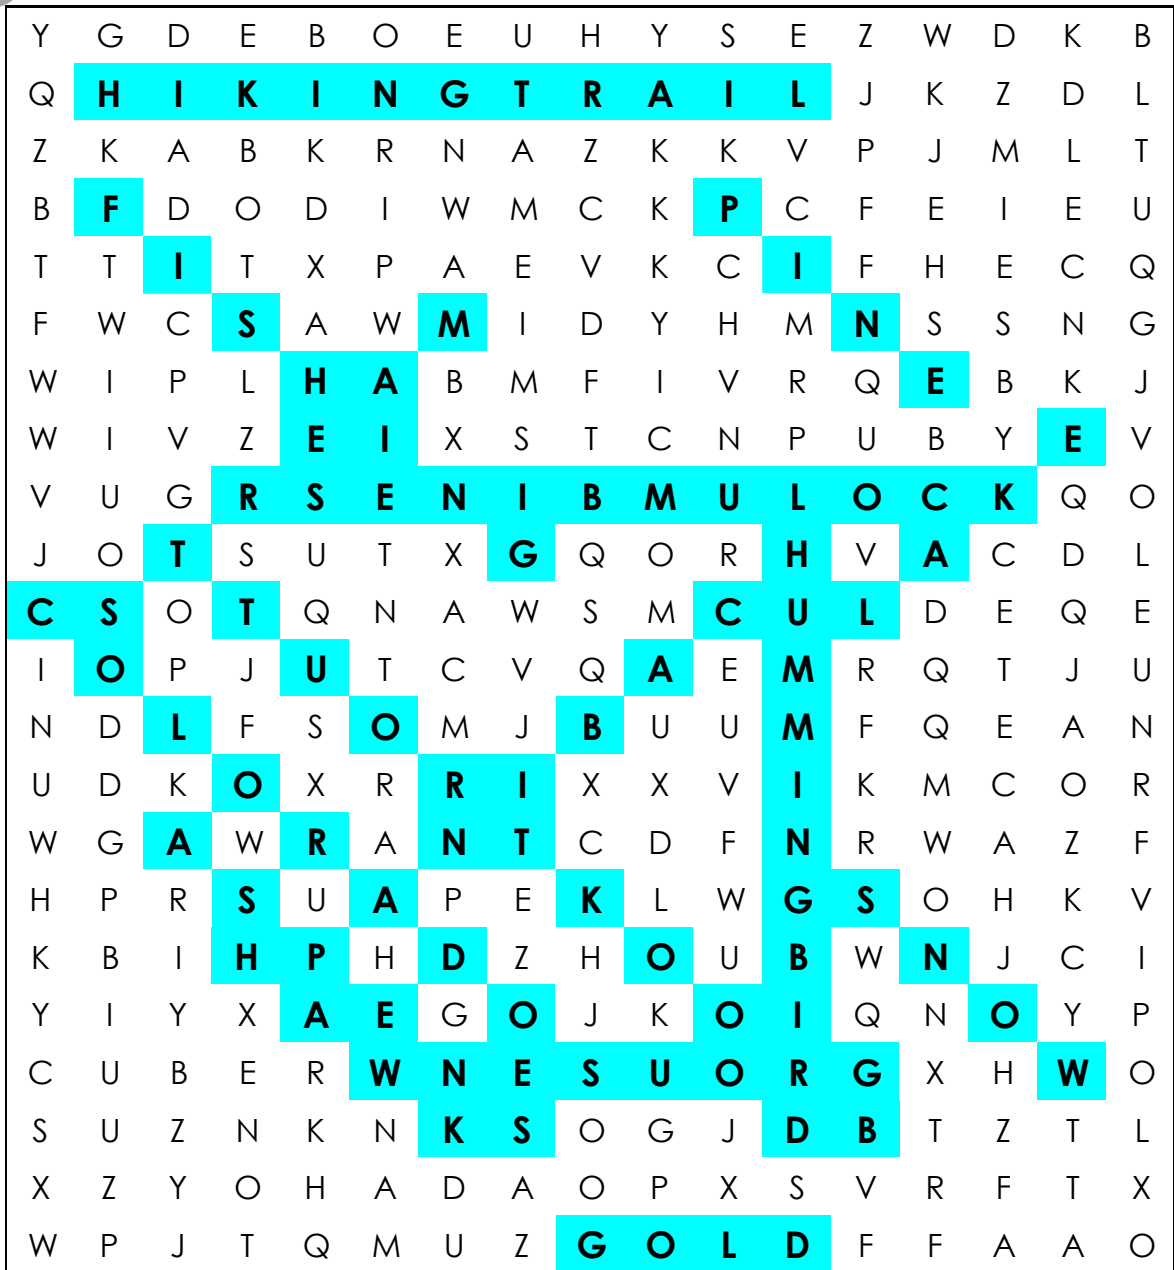 Y G D E B O E U H Y S E Z W D K B
Q H I K I N G T R A I L J K Z D L
Z K A B K R N A Z K K V P J M L T
B F D O D I W M C K P C F E I E U
T T I T X P A E V K C I F H E C Q
F W C S A W M I D Y H M N S S N G
W I P L H A B M F I V R Q E B K J
W I V Z E I X S T C N P U B Y E V
V U G R S E N I B M U L O C K Q O
J O T S U T X G Q O R H V A C D L
C S O T Q N A W S M C U L D E Q E
I O P J U T C V Q A E M R Q T J U
N D L F S O M J B U U M F Q E A N
U D K O X R R I X X V I K M C O R
W G A W R A N T C D F N R W A Z F
H P R S U A P E K L W G S O H K V
K B I H P H D Z H O U B W N J C I
Y I Y X A E G O J K O I Q N O Y P
C U B E R W N E S U O R G X H W O
S U Z N K N K S O G J D B T Z T L
X Z Y O H A D A O P X S V R F T X
W P J T Q M U Z G O L D F F A A O